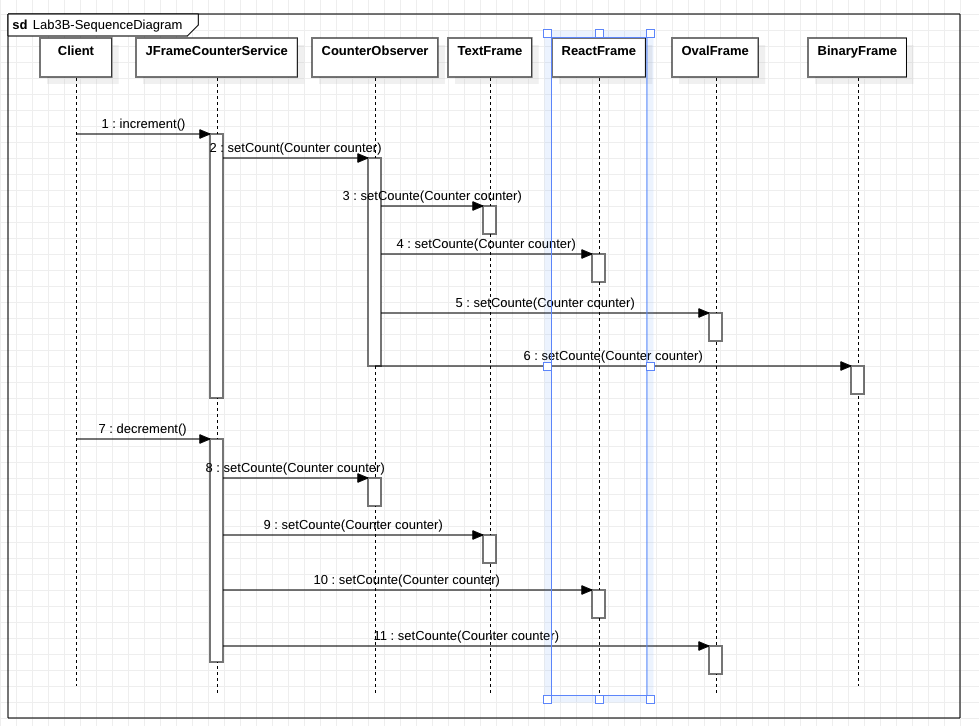 sd Lab3B-SequenceDiagram
Client
JFrameCounterService
CounterObserver
TextFrame
ReactFrame
OvalFrame
BinaryFrame
1 : increment()
2 : setCount(Counter counter)
3 : setCounte(Counter counter)
4 : setCounte(Counter counter)
5 : setCounte(Counter counter)
6 : setCounte(Counter counter)
7 : decrement()
8 : setCounte(Counter counter)
9 : setCounte(Counter counter)
10 : setCounte(Counter counter)
11 : setCounte(Counter counter)